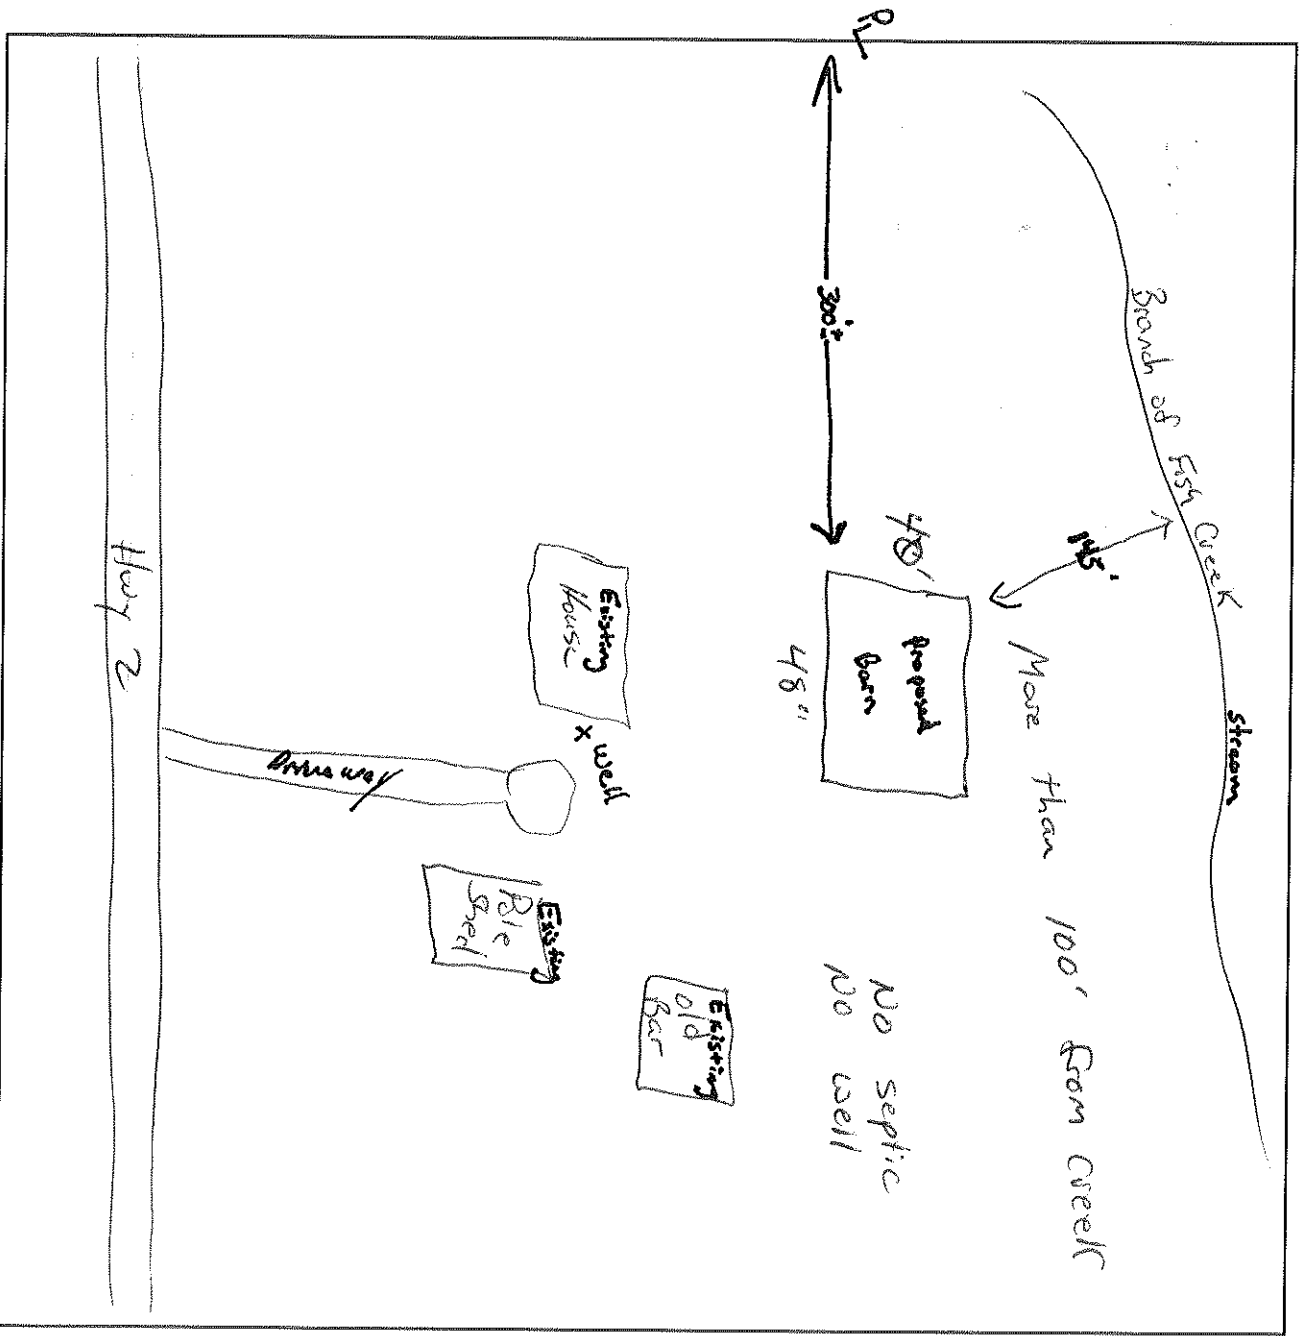 Stream
Branch of Fish Creek
145'
More than 100' from Creek
PL
300'±
40'
Proposed
Barn
48"
No septic
No well
Existing
old
Bar
Existing
House
x well
Existing
Pole
Shed
Driveway
Hwy 2